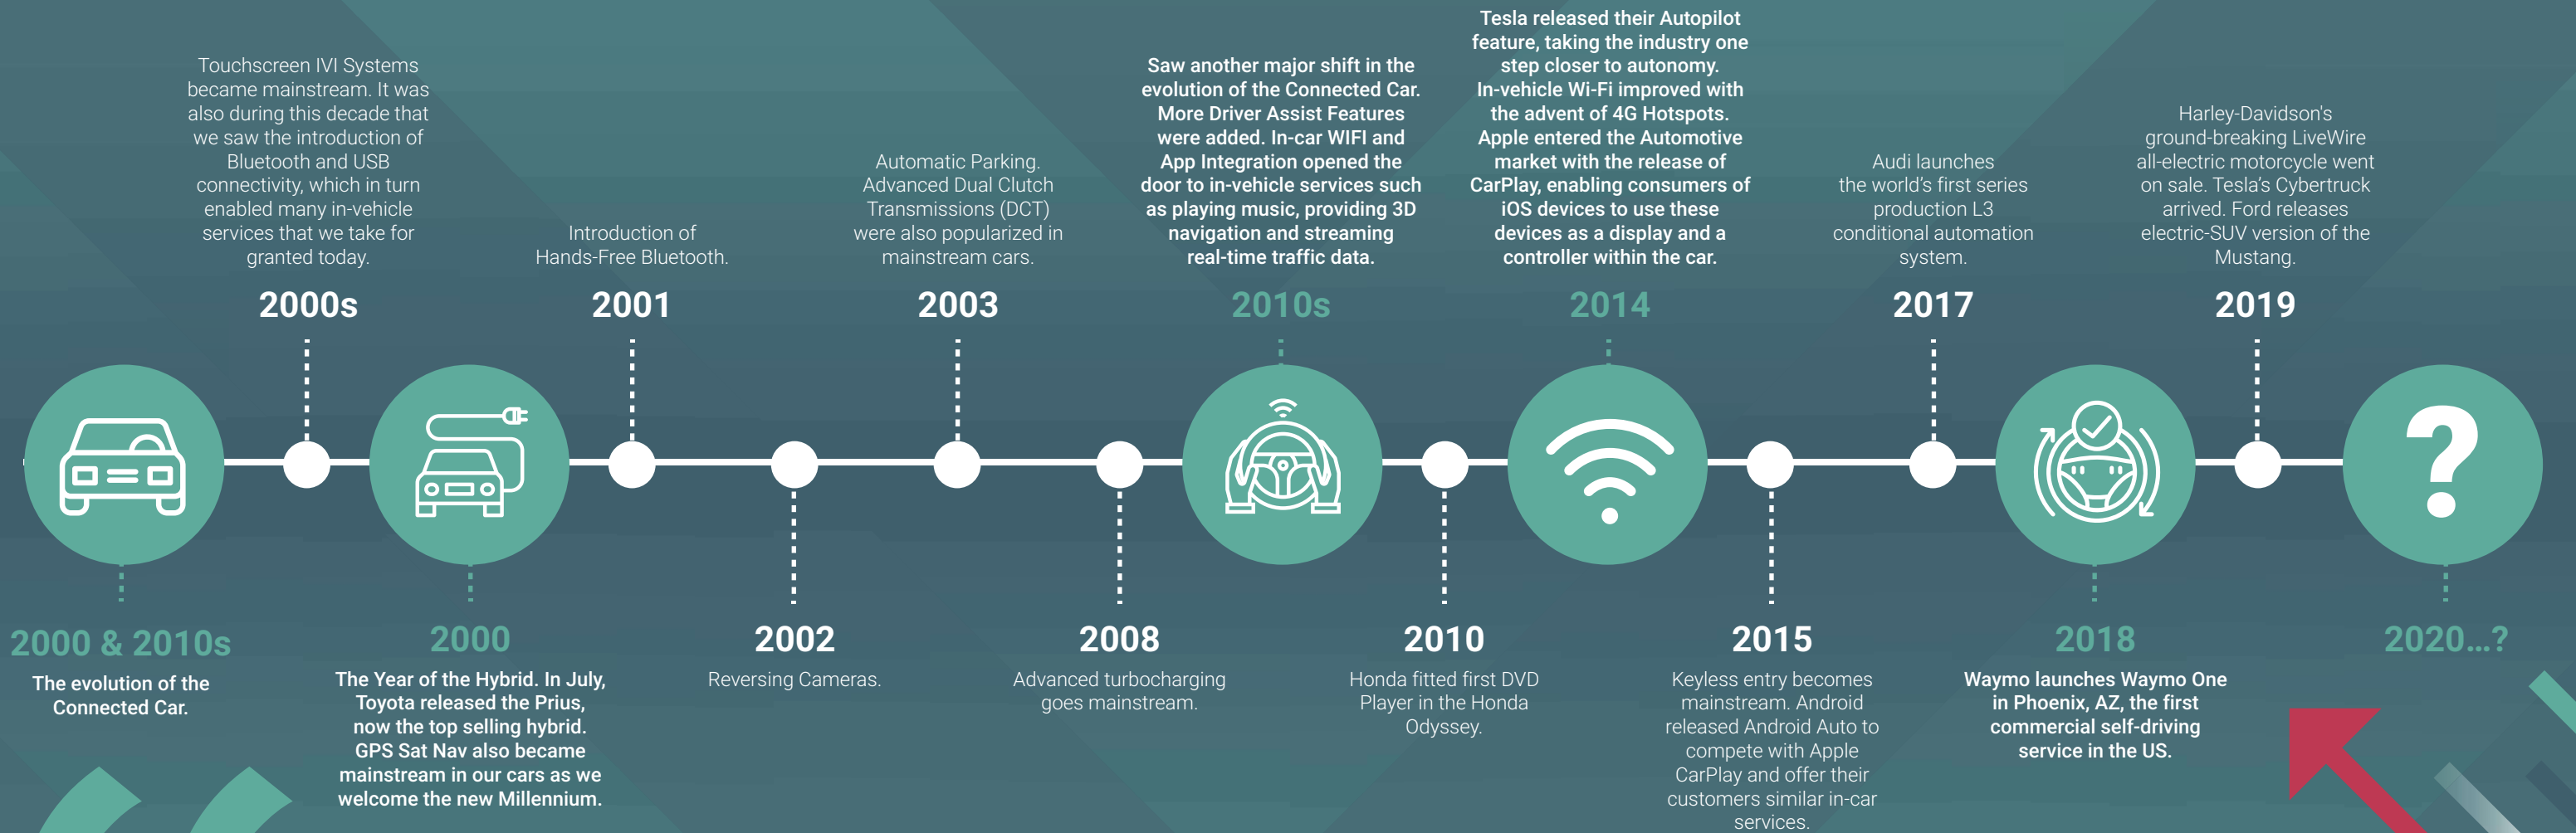 Touchscreen IVI Systems
became mainstream. It was
also during this decade that
we saw the introduction of
Bluetooth and USB
connectivity, which in turn
enabled many in-vehicle
services that we take for
granted today.
2000s
Introduction of
Hands-Free Bluetooth.
2001
Automatic Parking.
Advanced Dual Clutch
Transmissions (DCT)
were also popularized in
mainstream cars.
2003
Saw another major shift in the
evolution of the Connected Car.
More Driver Assist Features
were added. In-car WIFI and
App Integration opened the
door to in-vehicle services such
as playing music, providing 3D
navigation and streaming
real-time traffic data.
2010s
Tesla released their Autopilot
feature, taking the industry one
step closer to autonomy.
In-vehicle Wi-Fi improved with
the advent of 4G Hotspots.
Apple entered the Automotive
market with the release of
CarPlay, enabling consumers of
iOS devices to use these
devices as a display and a
controller within the car.
2014
Audi launches
the world's first series
production L3
conditional automation
system.
2017
Harley-Davidson's
ground-breaking LiveWire
all-electric motorcycle went
on sale. Tesla's Cybertruck
arrived. Ford releases
electric-SUV version of the
Mustang.
2019
?
2000 & 2010s
The evolution of the
Connected Car.
2000
The Year of the Hybrid. In July,
Toyota released the Prius,
now the top selling hybrid.
GPS Sat Nav also became
mainstream in our cars as we
welcome the new Millennium.
2002
Reversing Cameras.
2008
Advanced turbocharging
goes mainstream.
2010
Honda fitted first DVD
Player in the Honda
Odyssey.
2015
Keyless entry becomes
mainstream. Android
released Android Auto to
compete with Apple
CarPlay and offer their
customers similar in-car
services.
2018
Waymo launches Waymo One
in Phoenix, AZ, the first
commercial self-driving
service in the US.
2020...?